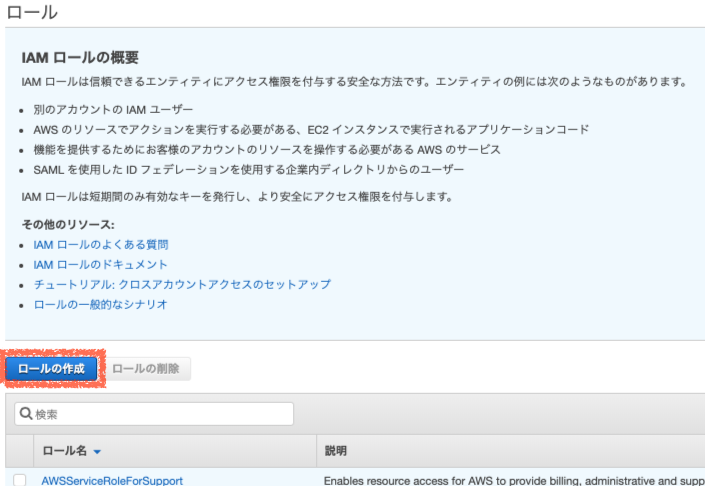 ロール
IAM ロールの概要
IAM ロールは信頼できるエンティティにアクセス権限を付与する安全な方法です。エンティティの例には次のようなものがあります。
• 別のアカウントの IAM ユーザー
• AWS のリソースでアクションを実行する必要がある、EC2 インスタンスで実行されるアプリケーションコード
• 機能を提供するためにお客様のアカウントのリソースを操作する必要がある AWS のサービス
• SAML を使用した ID フェデレーションを使用する企業内ディレクトリからのユーザー
IAM ロールは短期間のみ有効なキーを発行し、より安全にアクセス権限を付与します。
その他のリソース:
• IAM ロールのよくある質問
• IAM ロールのドキュメント
• チュートリアル: クロスアカウントアクセスのセットアップ
• ロールの一般的なシナリオ
ロールの作成 ロールの削除
検索
ロール名 説明
AWSServiceRoleForSupport Enables resource access for AWS to provide billing, administrative and supp